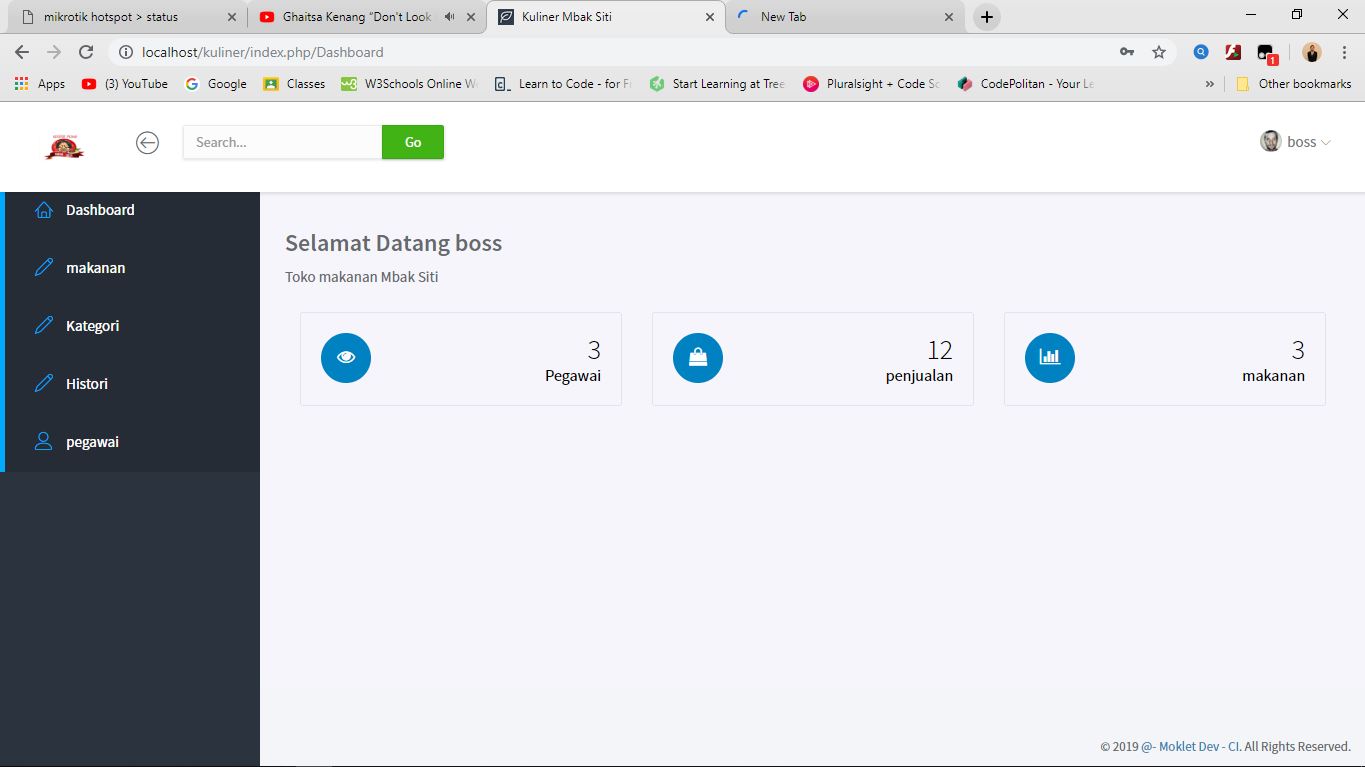 mikrotik hotspot > status
Ghaitsa Kenang "Don't Look
Kuliner Mbak Siti
New Tab
localhost/kuliner/index.php/Dashboard
1
Apps (3) YouTube Google Classes W3Schools Online W Learn to Code - for F Start Learning at Tree Pluralsight + Code Sc CodePolitan - Your Le » Other bookmarks
Search... Go boss
Dashboard
makanan
Kategori
Histori
pegawai
Selamat Datang boss
Toko makanan Mbak Siti
3
Pegawai
12
penjualan
3
makanan
© 2019 @- Moklet Dev - CI. All Rights Reserved.